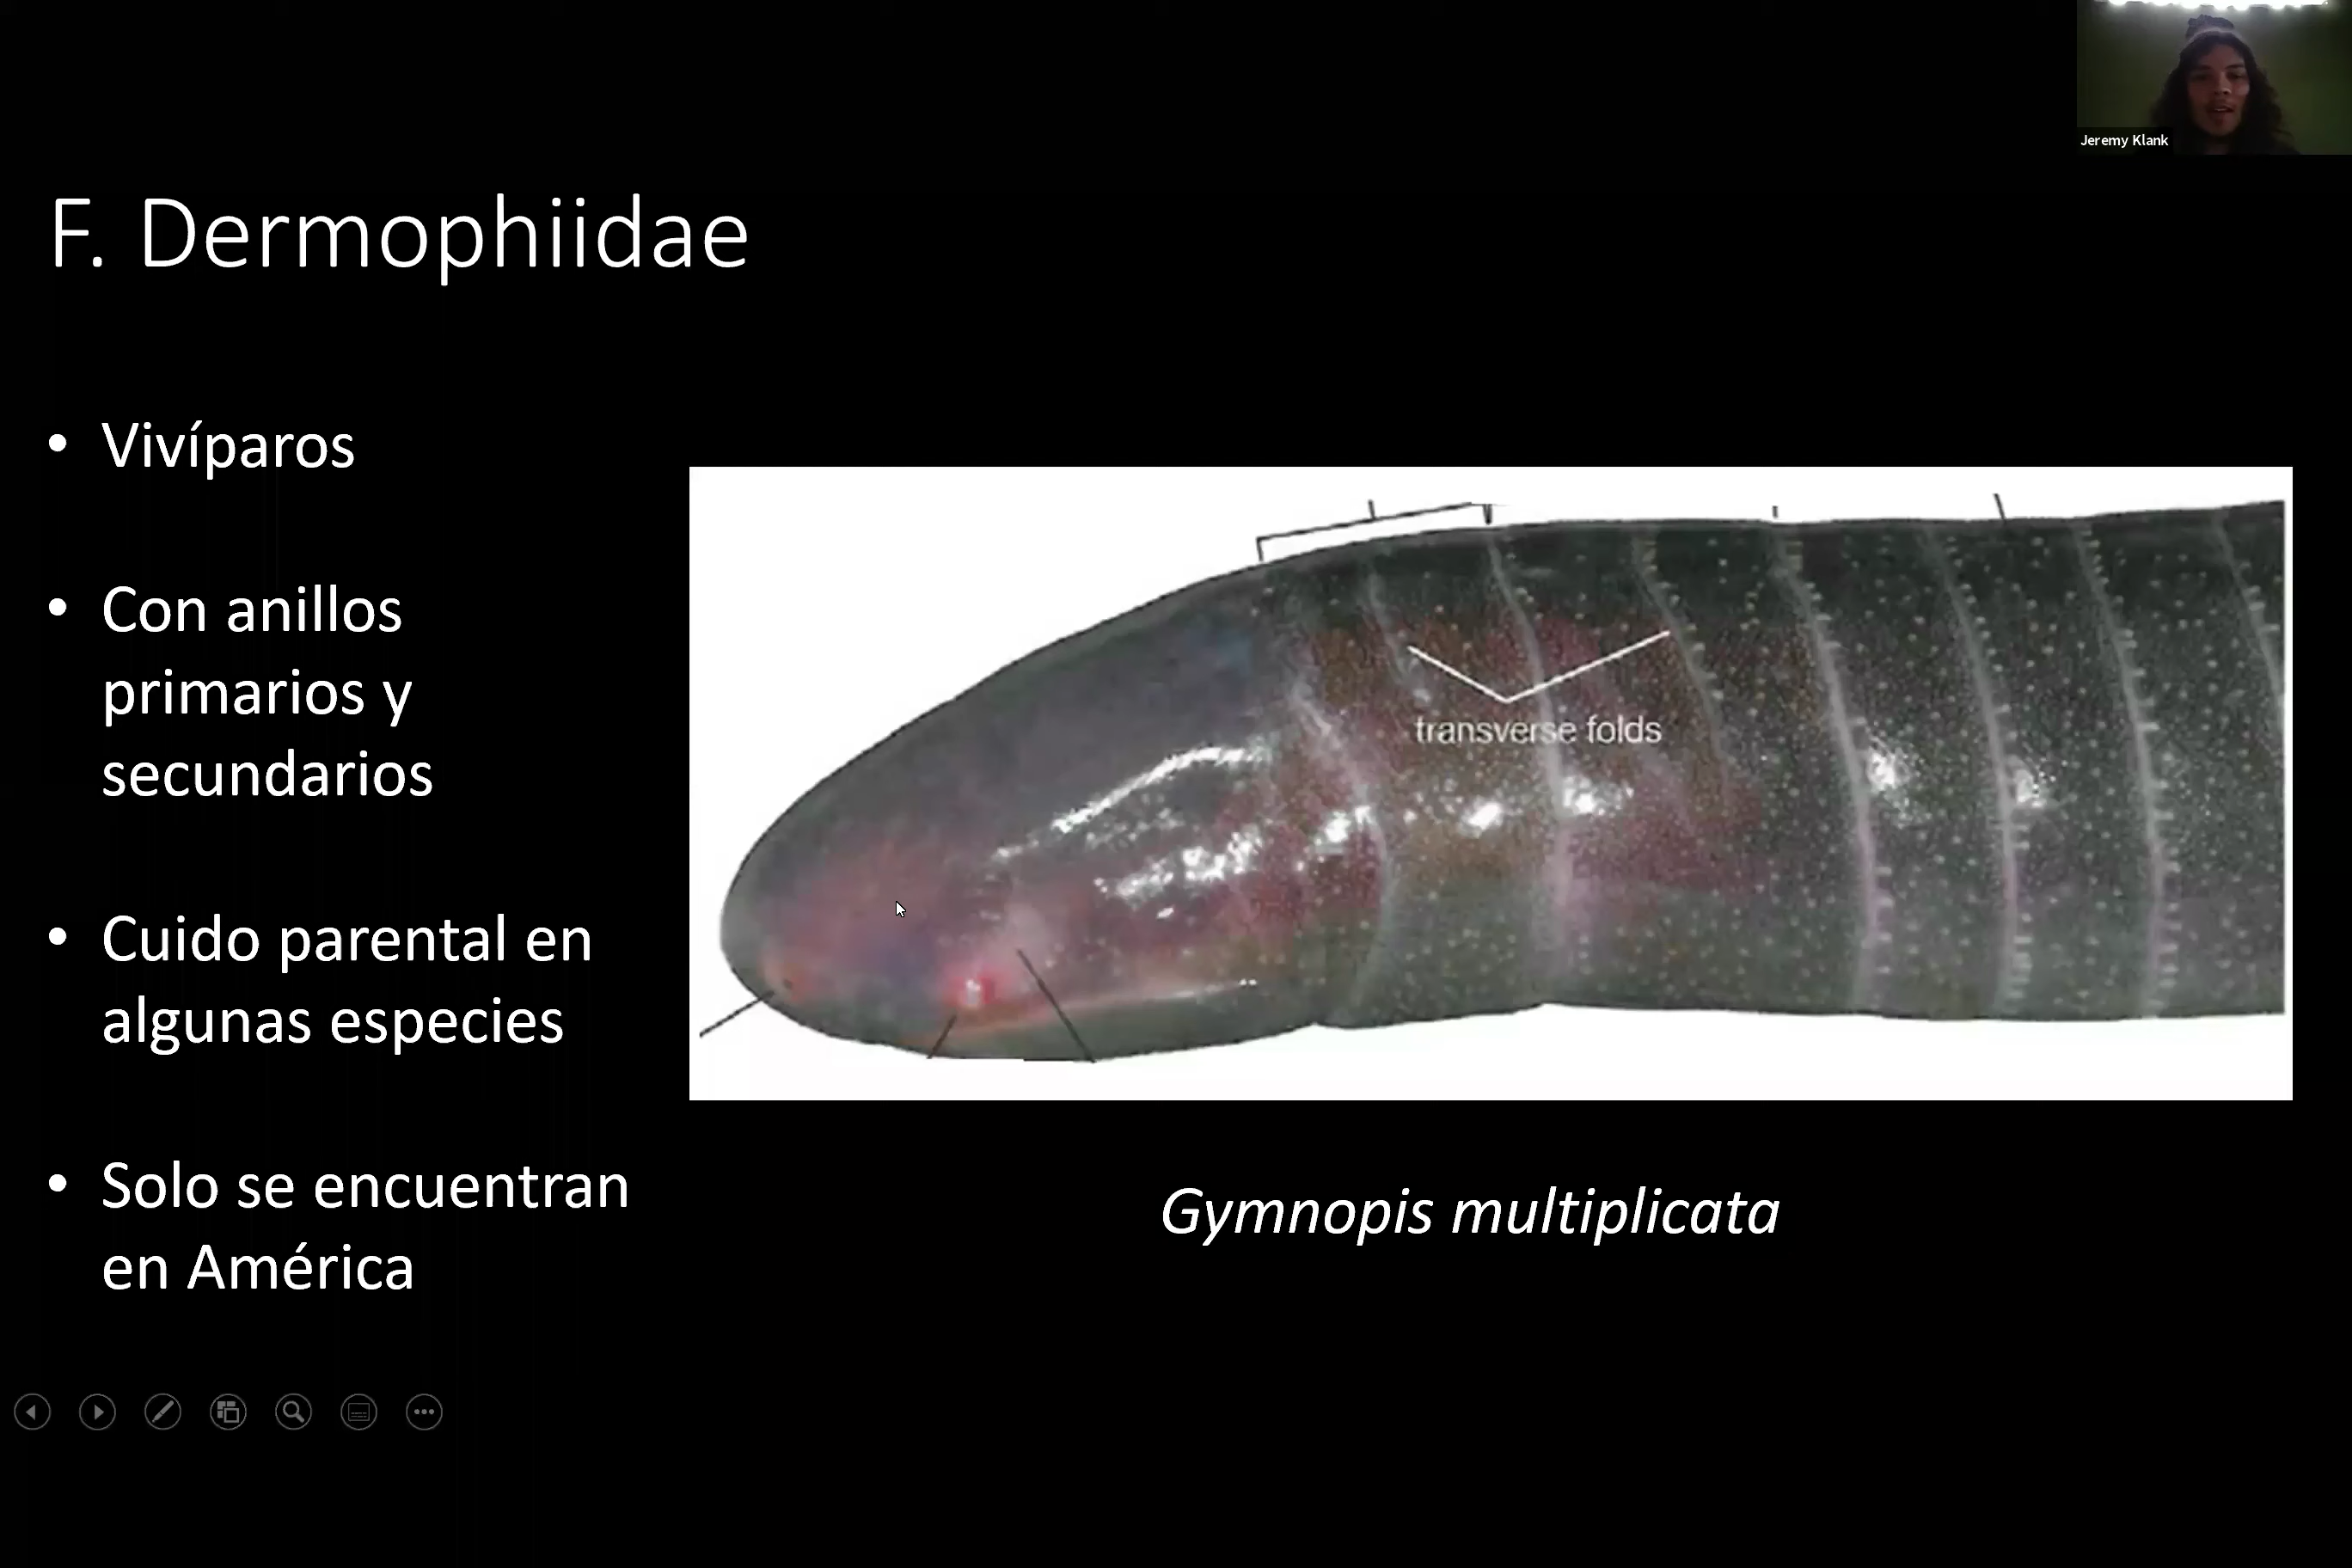 Jeremy Klank
F. Dermophiidae
• Vivíparos
• Con anillos
primarios y
secundarios
• Cuido parental en
algunas especies
• Solo se encuentran
en América
transverse folds
Gymnopis multiplicata